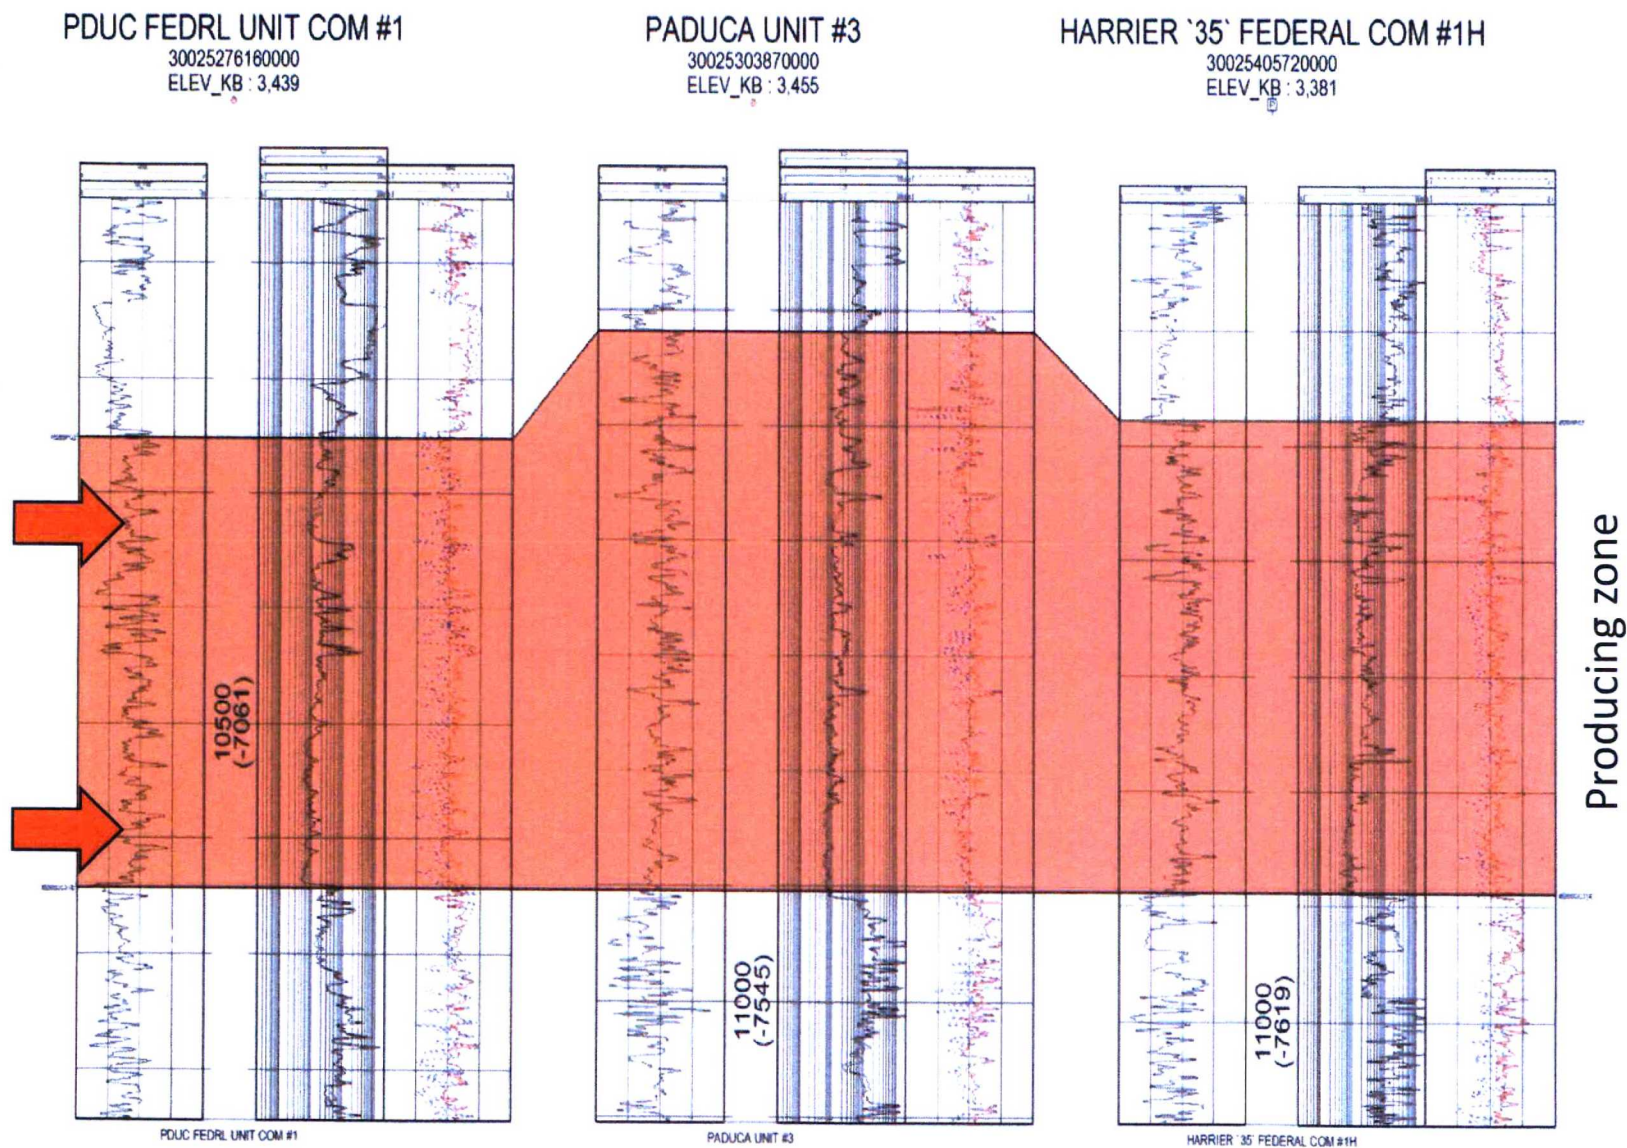 PDUC FEDRL UNIT COM #1
30025276160000
ELEV_KB : 3,439
PADUCA UNIT #3
30025303870000
ELEV_KB : 3,455
HARRIER `35` FEDERAL COM #1H
30025405720000
ELEV_KB : 3,381
10500
(-7061)
11000
(-7545)
11000
(-7619)
Producing zone
PDUC FEDRL UNIT COM #1
PADUCA UNIT #3
HARRIER `35` FEDERAL COM #1H